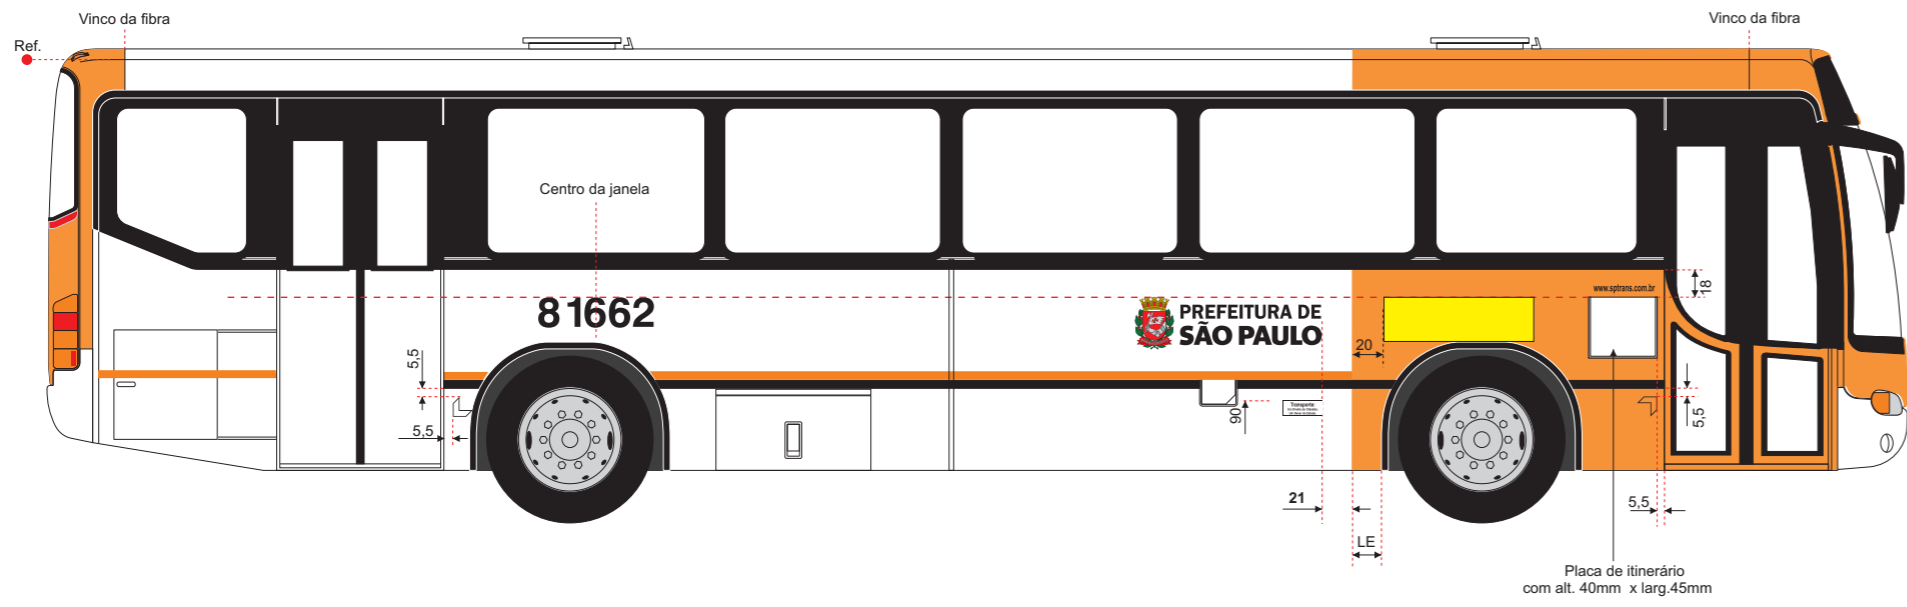 Vinco da fibra
Vinco da fibra
Ref.
Centro da janela
www.sptrans.com.br
18
81662
PREFEITURA DE
SÃO PAULO
20
5,5
5,5
90
Transporte
5,5
21
5,5
LE
Placa de itinerário
com alt. 40mm x larg.45mm